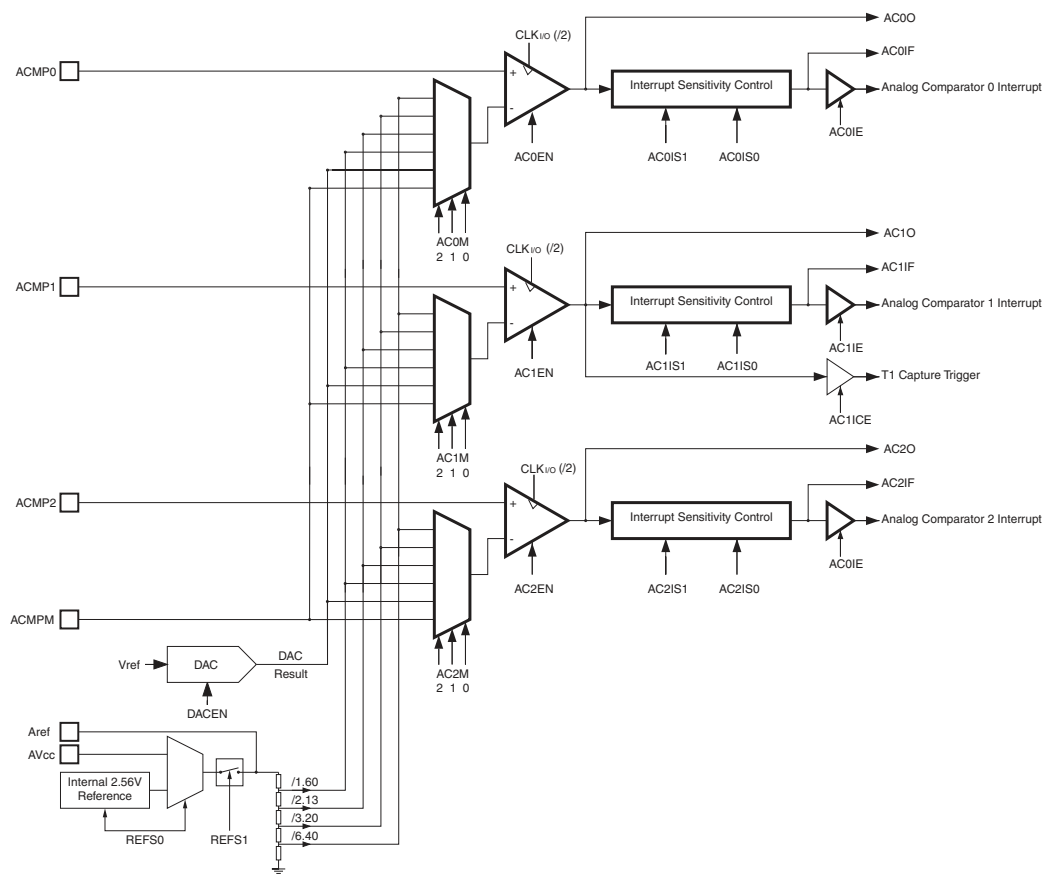 AC0O
CLKI/O (/2)
AC0IF
ACMP0
+
Interrupt Sensitivity Control
Analog Comparator 0 Interrupt
-
AC0IE
AC0EN
AC0IS1
AC0IS0
AC0M
2 1 0
AC1O
CLKI/O (/2)
AC1IF
ACMP1
+
Interrupt Sensitivity Control
Analog Comparator 1 Interrupt
-
AC1IE
AC1EN
AC1IS1
AC1IS0
T1 Capture Trigger
AC1ICE
AC1M
2 1 0
AC2O
CLKI/O (/2)
AC2IF
ACMP2
+
Interrupt Sensitivity Control
Analog Comparator 2 Interrupt
-
AC0IE
AC2EN
AC2IS1
AC2IS0
ACMPM
AC2M
2 1 0
Vref
DAC
DAC
Result
DACEN
Aref
AVcc
Internal 2.56V
Reference
/1.60
/2.13
/3.20
/6.40
REFS0
REFS1